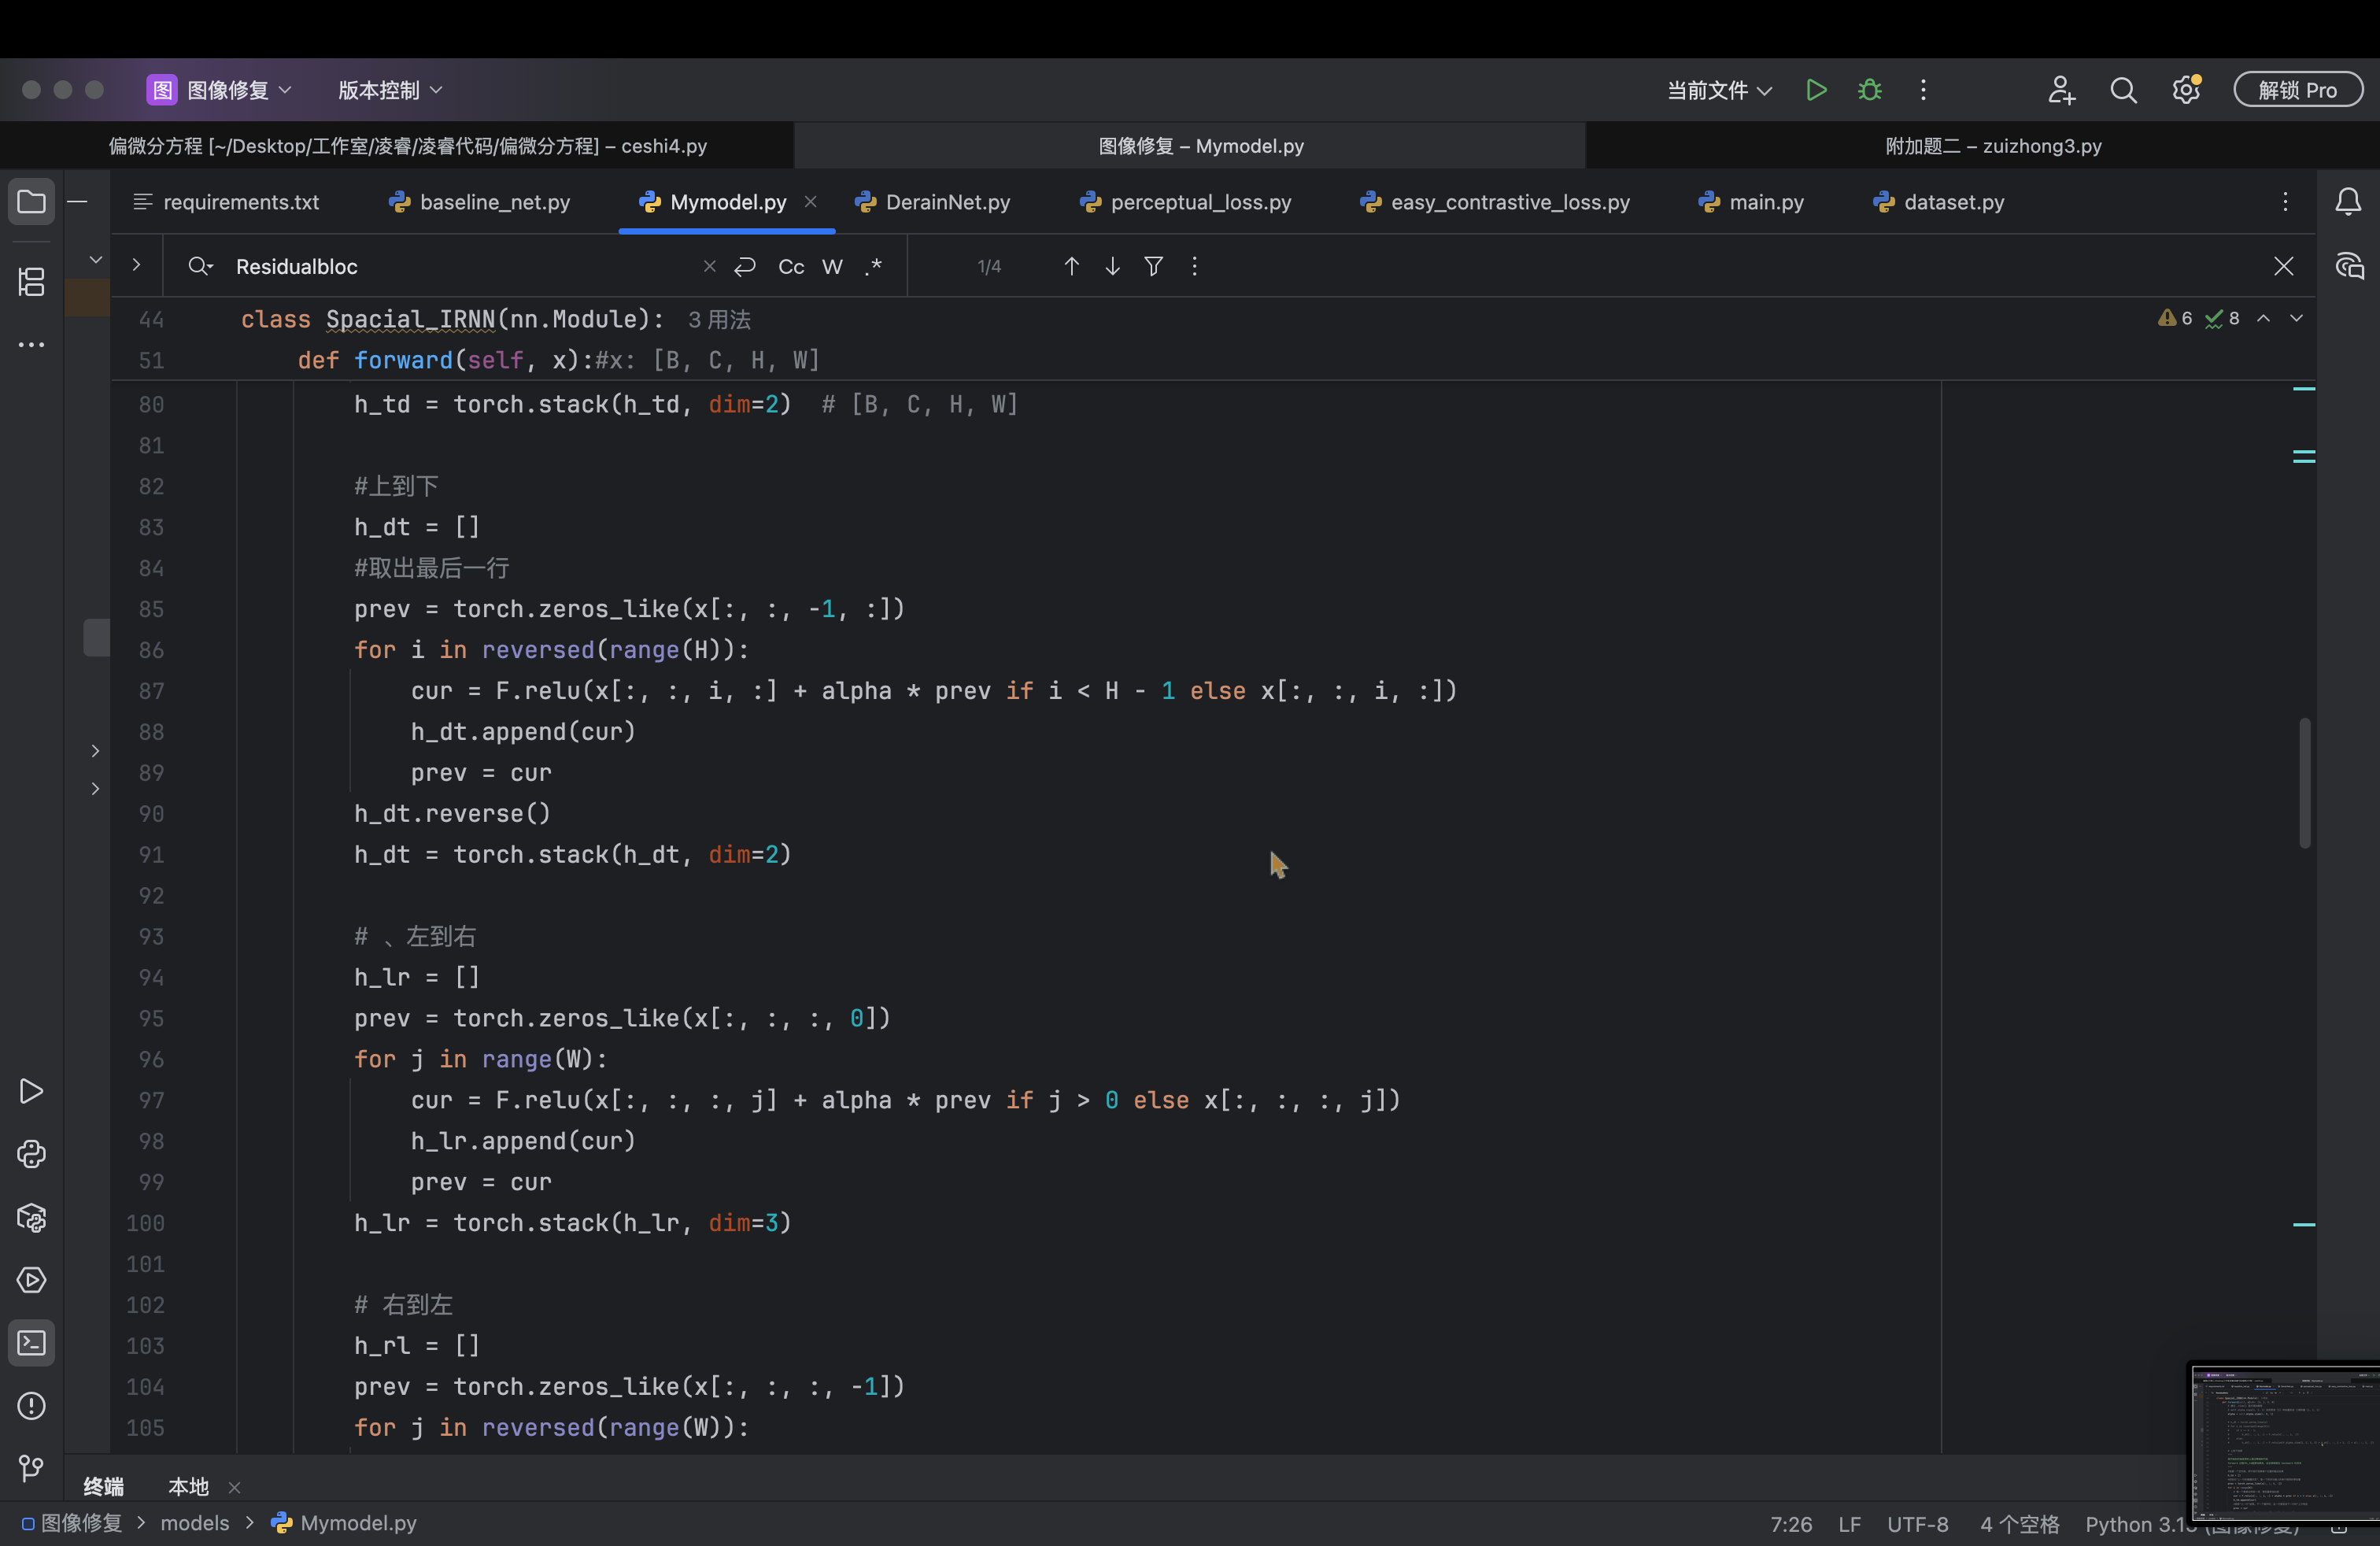 图 图像修复 版本控制 当前文件 解锁 Pro
偏微分方程 [~/Desktop/工作室/凌睿/凌睿代码/偏微分方程] – ceshi4.py 图像修复 – Mymodel.py 附加题二 – zuizhong3.py
requirements.txt baseline_net.py Mymodel.py DerainNet.py perceptual_loss.py easy_contrastive_loss.py main.py dataset.py
Residualbloc Cc W .* 1/4
44 class Spacial_IRNN(nn.Module): 3 用法 6 8
51 def forward(self, x):#x: [B, C, H, W]
80 h_td = torch.stack(h_td, dim=2) # [B, C, H, W]
81
82 #上到下
83 h_dt = []
84 #取出最后一行
85 prev = torch.zeros_like(x[:, :, -1, :])
86 for i in reversed(range(H)):
87 cur = F.relu(x[:, :, i, :] + alpha * prev if i < H - 1 else x[:, :, i, :])
88 h_dt.append(cur)
89 prev = cur
90 h_dt.reverse()
91 h_dt = torch.stack(h_dt, dim=2)
92
93 # 、左到右
94 h_lr = []
95 prev = torch.zeros_like(x[:, :, :, 0])
96 for j in range(W):
97 cur = F.relu(x[:, :, :, j] + alpha * prev if j > 0 else x[:, :, :, j])
98 h_lr.append(cur)
99 prev = cur
100 h_lr = torch.stack(h_lr, dim=3)
101
102 # 右到左
103 h_rl = []
104 prev = torch.zeros_like(x[:, :, :, -1])
105 for j in reversed(range(W)):
终端 本地
图像修复 > models > Mymodel.py 7:26 LF UTF-8 4 个空格 Python 3.13 (图像修复)